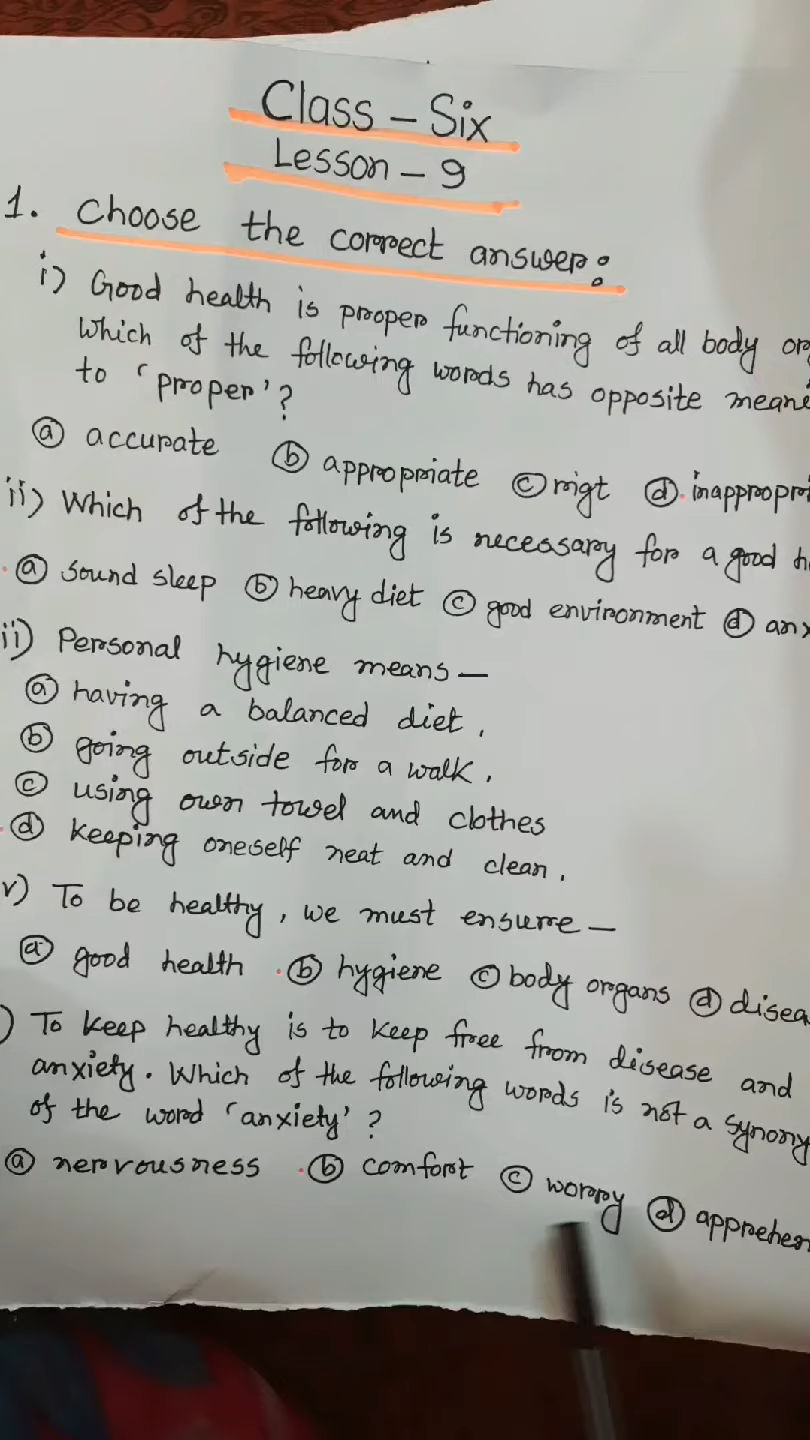 Class - Six
Lesson - 9
1. Choose the correct answer:
i) Good health is proper functioning of all body
Which of the following words has opposite
to 'proper'?
ⓐ accurate ⓑ appropriate ⓒ rigt ⓓ
ii) Which of the following is necessary for a good
ⓐ sound sleep ⓑ heavy diet ⓒ good environment ⓓ
ii) Personal hygiene means —
ⓐ having a balanced diet.
ⓑ going outside for a walk.
ⓒ using own towel and clothes
ⓓ keeping oneself neat and clean.
v) To be healthy, we must ensure —
ⓐ good health ⓑ hygiene ⓒ body organs ⓓ
) To keep healthy is to keep free from disease and
anxiety. Which of the following words is not a
of the word 'anxiety'?
ⓐ nervousness ⓑ comfort ⓒ worry ⓓ